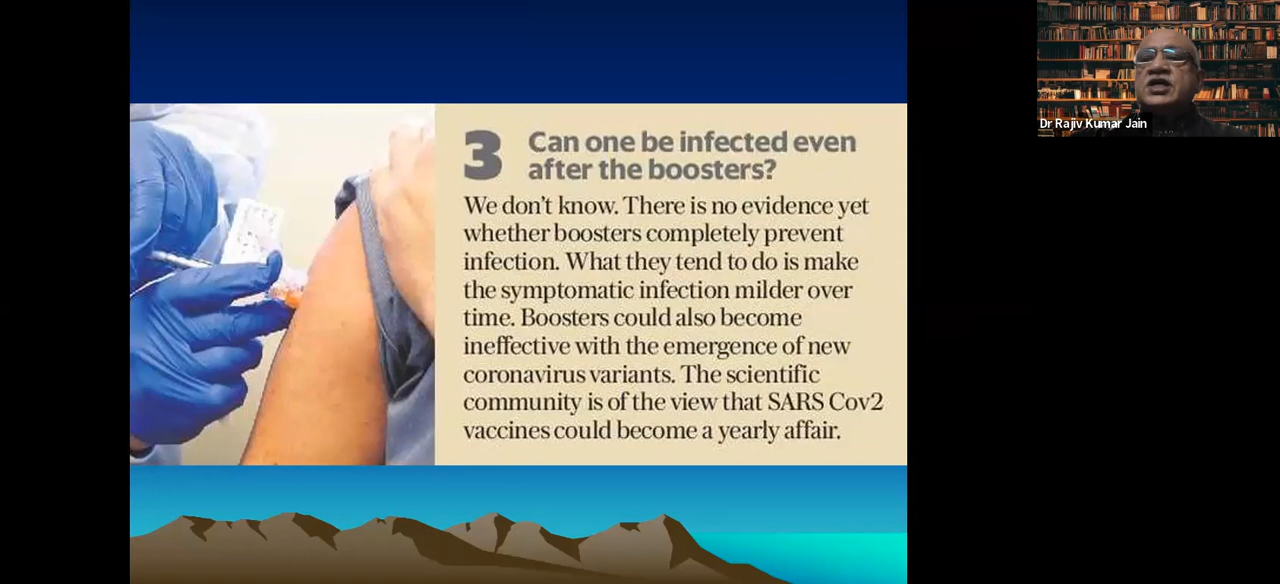 3 Can one be infected even
after the boosters?
We don't know. There is no evidence yet
whether boosters completely prevent
infection. What they tend to do is make
the symptomatic infection milder over
time. Boosters could also become
ineffective with the emergence of new
coronavirus variants. The scientific
community is of the view that SARS Cov2
vaccines could become a yearly affair.
Dr Rajiv Kumar Jain